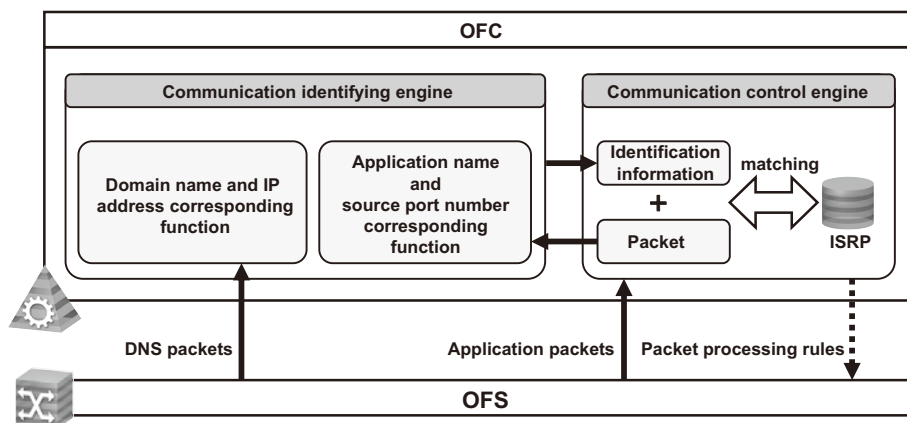 OFC
Communication identifying engine
Communication control engine
Domain name and IP
address corresponding
function
Application name
and
source port number
corresponding
function
Identification
information
+
Packet
matching
ISRP
DNS packets
Application packets
Packet processing rules
OFS